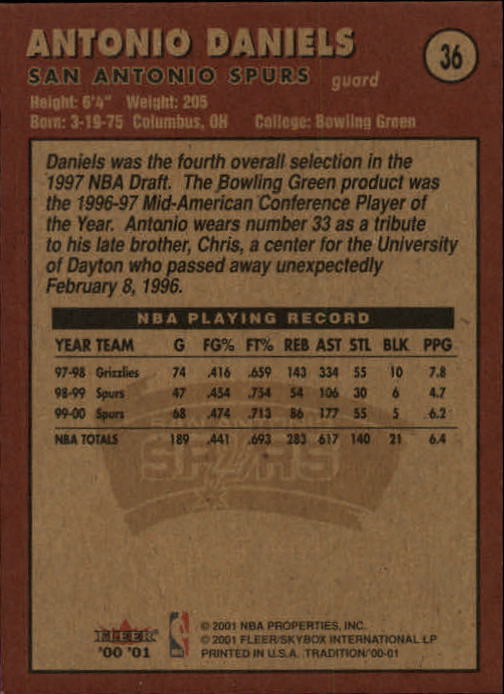 ANTONIO DANIELS
36
SAN ANTONIO SPURS guard
Height: 6'4" Weight: 205
Born: 3-19-75 Columbus, OH College: Bowling Green
Daniels was the fourth overall selection in the
1997 NBA Draft. The Bowling Green product was
the 1996-97 Mid-American Conference Player of
the Year. Antonio wears number 33 as a tribute
to his late brother, Chris, a center for the University
of Dayton who passed away unexpectedly
February 8, 1996.
NBA PLAYING RECORD
YEAR TEAM G FG% FT% REB AST STL BLK PPG
97-98 Grizzlies 74 .416 .659 143 334 55 10 7.8
98-99 Spurs 47 .454 .754 54 106 30 6 4.7
99-00 Spurs 68 .474 .713 86 177 55 5 6.2
NBA TOTALS 189 .441 .693 283 617 140 21 6.4
SAN ANTONIO
SPURS
FLEER
'00 '01
© 2001 NBA PROPERTIES, INC.
© 2001 FLEER/SKYBOX INTERNATIONAL LP
PRINTED IN U.S.A. TRADITION/'00-01